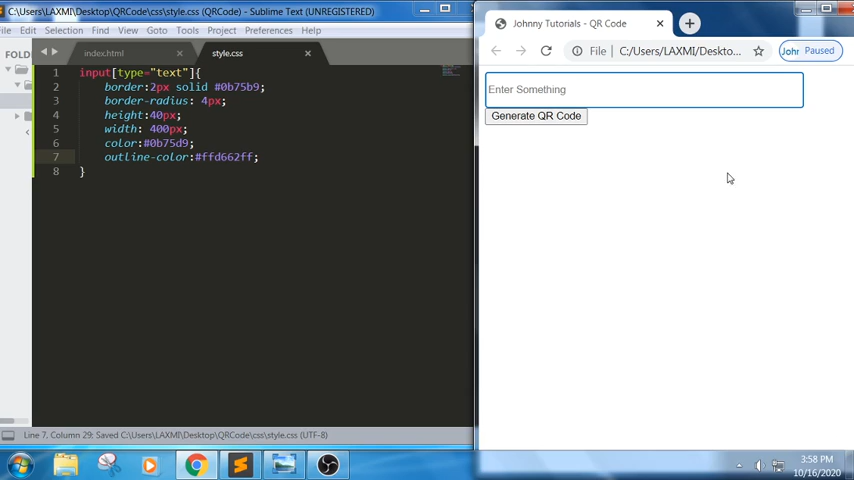 C:\Users\LAXMI\Desktop\QRCode\css\style.css (QRCode) - Sublime Text (UNREGISTERED)
File Edit Selection Find View Goto Tools Project Preferences Help
FOLD
index.html
style.css
1 input[type="text"]{
2 border:2px solid #0b75b9;
3 border-radius: 4px;
4 height:40px;
5 width: 400px;
6 color:#0b75d9;
7 outline-color:#ffd662ff;
8 }
Line 7, Column 29; Saved C:\Users\LAXMI\Desktop\QRCode\css\style.css (UTF-8)
Johnny Tutorials - QR Code
File C:/Users/LAXMI/Deskto...
John Paused
Enter Something
Generate QR Code
3:58 PM
10/16/2020